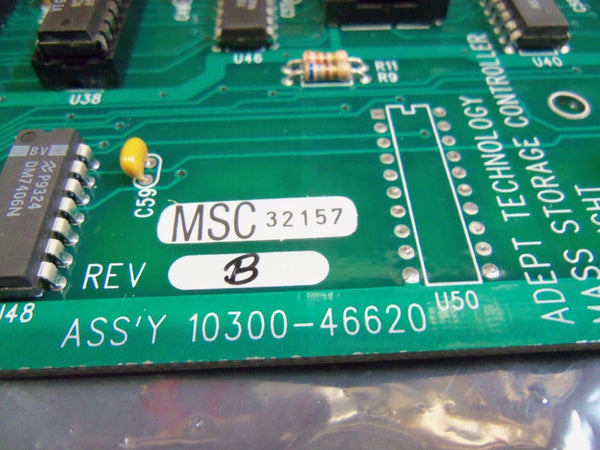 U38
U46
U40
R11
R9
BV
P9324
DM7406N
C59
MSC 32157
REV B
U48
U50
ASS'Y 10300-46620
ADEPT TECHNOLOGY
MASS STORAGE CONTROLLER